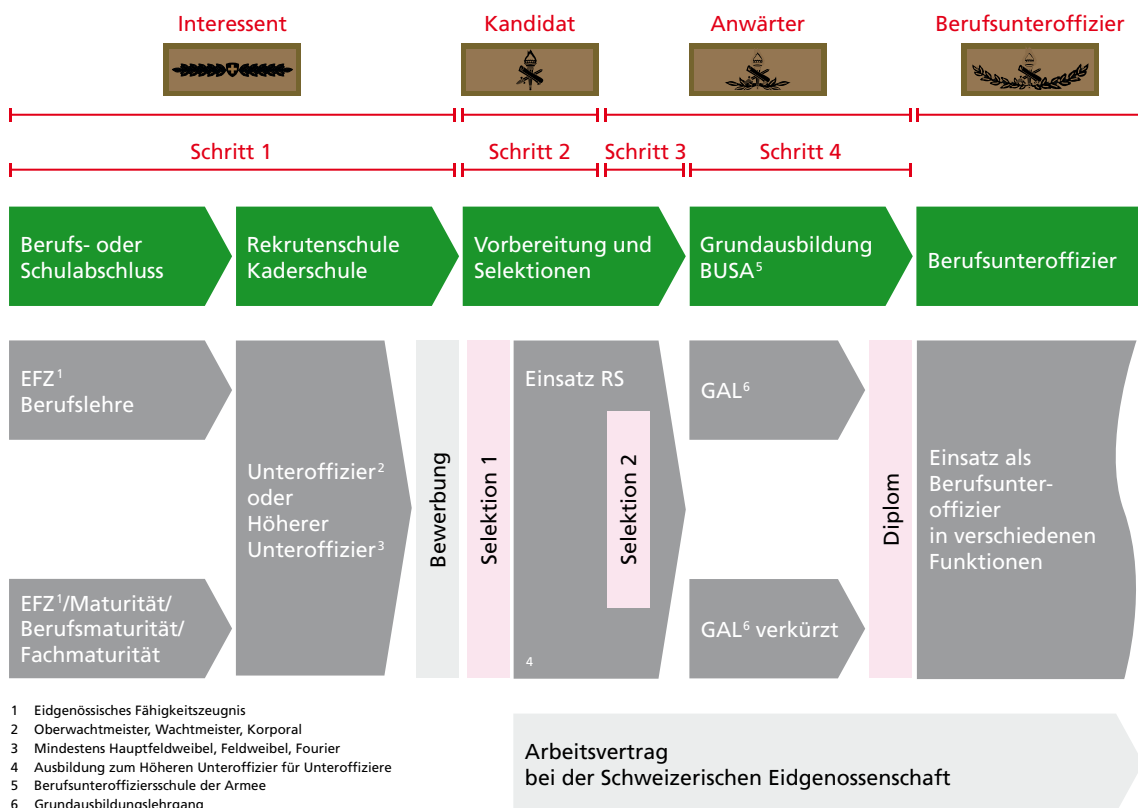 Interessent
Kandidat
Anwärter
Berufsunteroffizier
Schritt 1
Schritt 2
Schritt 3
Schritt 4
Berufs- oder
Schulabschluss
Rekrutenschule
Kaderschule
Vorbereitung und
Selektionen
Grundausbildung
BUSA⁵
Berufsunteroffizier
EFZ¹
Berufslehre
EFZ¹/Maturität/
Berufsmaturität/
Fachmaturität
Unteroffizier²
oder
Höherer
Unteroffizier³
Bewerbung
Selektion 1
Einsatz RS
4
Selektion 2
GAL⁶
GAL⁶ verkürzt
Diplom
Einsatz als
Berufsunter-
offizier
in verschiedenen
Funktionen
1 Eidgenössisches Fähigkeitszeugnis
2 Oberwachtmeister, Wachtmeister, Korporal
3 Mindestens Hauptfeldweibel, Feldweibel, Fourier
4 Ausbildung zum Höheren Unteroffizier für Unteroffiziere
5 Berufsunteroffiziersschule der Armee
6 Grundausbildungslehrgang
Arbeitsvertrag
bei der Schweizerischen Eidgenossenschaft